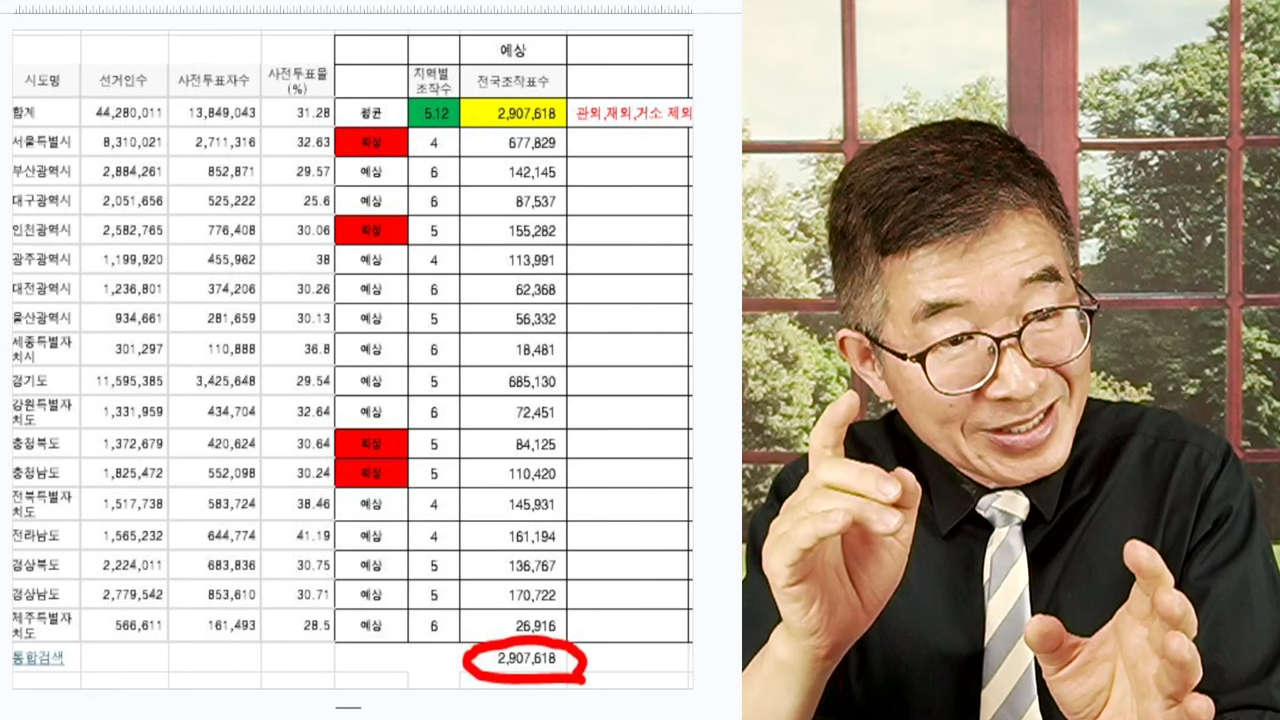 예상
시도명 선거인수 사전투표자수 사전투표율 (%) 지역별 조작수 전국조작표수
합계 44,280,011 13,849,043 31.28 평균 5.12 2,907,618 관외,재외,거소 제외
서울특별시 8,310,021 2,711,316 32.63 확정 4 677,829
부산광역시 2,884,261 852,871 29.57 예상 6 142,145
대구광역시 2,051,656 525,222 25.6 예상 6 87,537
인천광역시 2,582,765 776,408 30.06 확정 5 155,282
광주광역시 1,199,920 455,962 38 예상 4 113,991
대전광역시 1,236,801 374,206 30.26 예상 6 62,368
울산광역시 934,661 281,659 30.13 예상 5 56,332
세종특별자치시 301,297 110,888 36.8 예상 6 18,481
경기도 11,595,385 3,425,648 29.54 예상 5 685,130
강원특별자치도 1,331,959 434,704 32.64 예상 6 72,451
충청북도 1,372,679 420,624 30.64 확정 5 84,125
충청남도 1,825,472 552,098 30.24 확정 5 110,420
전북특별자치도 1,517,738 583,724 38.46 예상 4 145,931
전라남도 1,565,232 644,774 41.19 예상 4 161,194
경상북도 2,224,011 683,836 30.75 예상 5 136,767
경상남도 2,779,542 853,610 30.71 예상 5 170,722
제주특별자치도 566,611 161,493 28.5 예상 6 26,916
통합검색 2,907,618